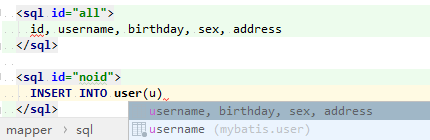 <sql id="all">
id, username, birthday, sex, address
</sql>
<sql id="noid">
INSERT INTO user(u)
</sql>
username, birthday, sex, address
username (mybatis.user)
mapper › sql